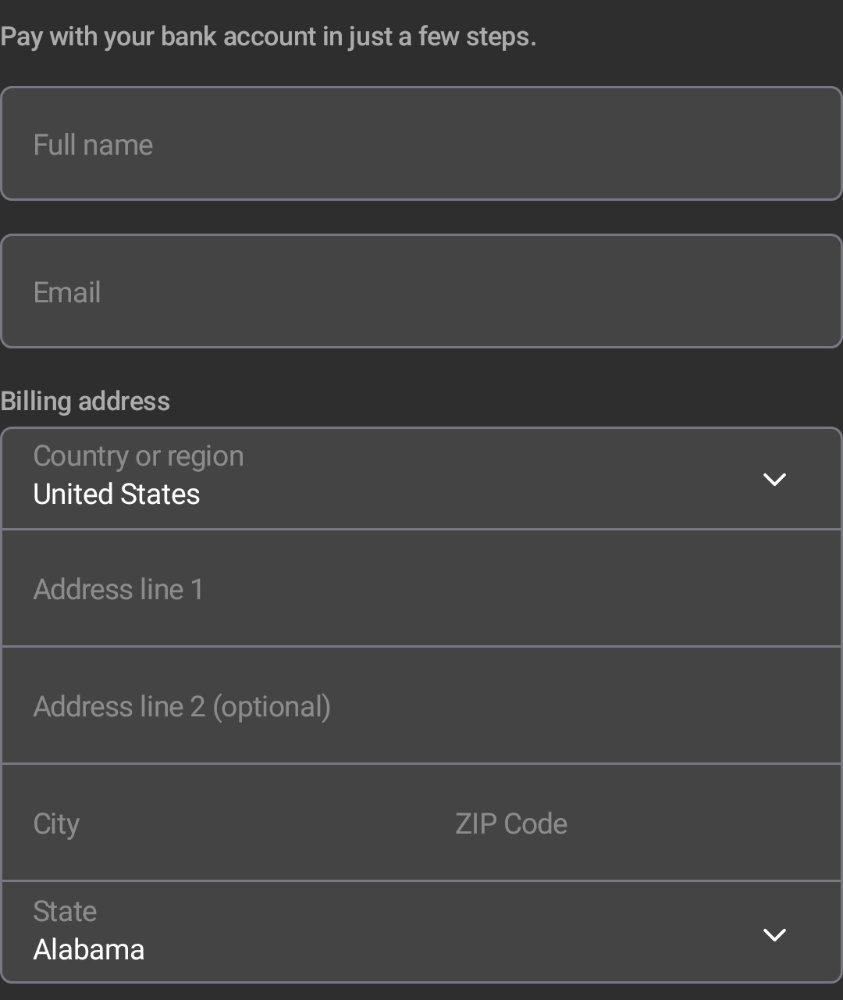 Pay with your bank account in just a few steps.
Full name
Email
Billing address
Country or region
United States
Address line 1
Address line 2 (optional)
City ZIP Code
State
Alabama